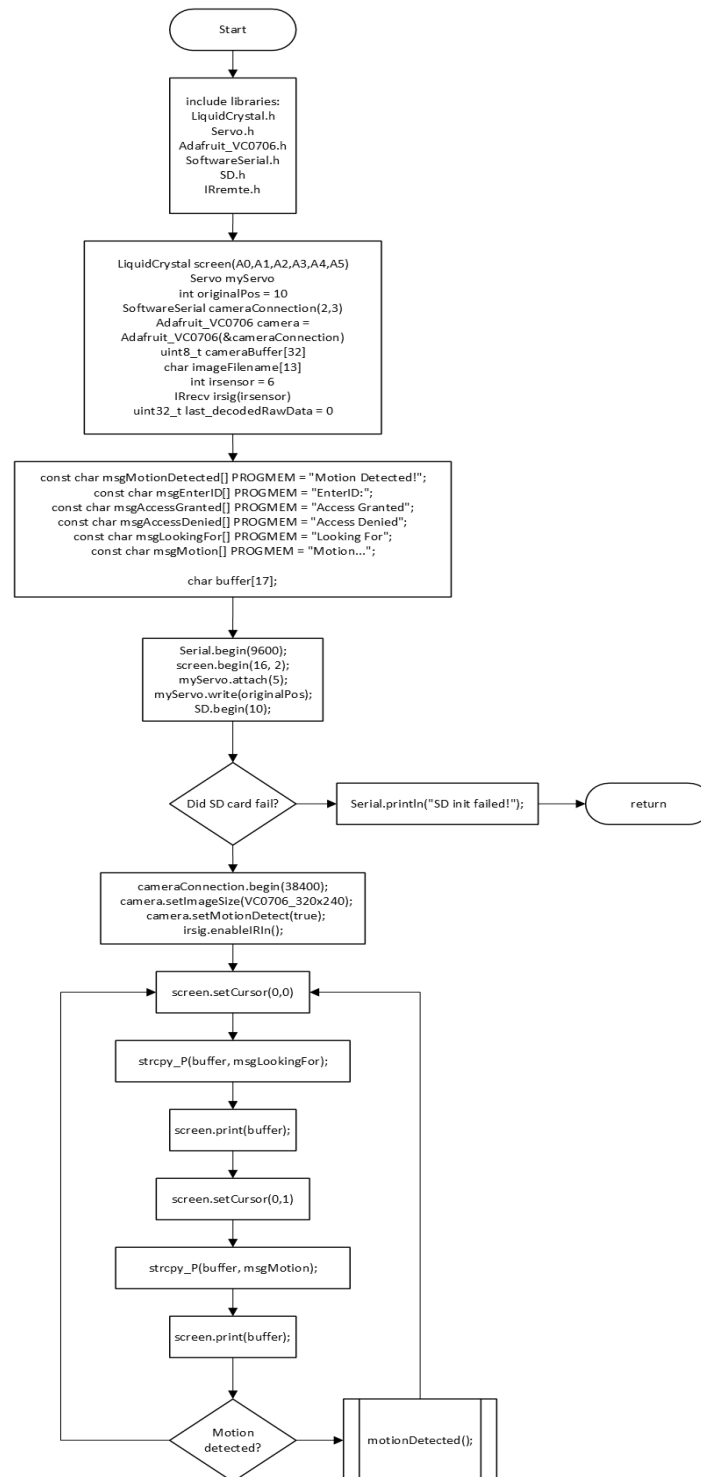 Start
include libraries:
LiquidCrystal.h
Servo.h
Adafruit_VC0706.h
SoftwareSerial.h
SD.h
IRremte.h
LiquidCrystal screen(A0,A1,A2,A3,A4,A5)
Servo myServo
int originalPos = 10
SoftwareSerial cameraConnection(2,3)
Adafruit_VC0706 camera =
Adafruit_VC0706(&cameraConnection)
uint8_t cameraBuffer[32]
char imageFilename[13]
int irsensor = 6
IRrecv irsig(irsensor)
uint32_t last_decodedRawData = 0
const char msgMotionDetected[] PROGMEM = "Motion Detected!";
const char msgEnterID[] PROGMEM = "EnterID:";
const char msgAccessGranted[] PROGMEM = "Access Granted";
const char msgAccessDenied[] PROGMEM = "Access Denied";
const char msgLookingFor[] PROGMEM = "Looking For";
const char msgMotion[] PROGMEM = "Motion...";
char buffer[17];
Serial.begin(9600);
screen.begin(16, 2);
myServo.attach(5);
myServo.write(originalPos);
SD.begin(10);
Did SD card fail?
Serial.println("SD init failed!");
return
cameraConnection.begin(38400);
camera.setImageSize(VC0706_320x240);
camera.setMotionDetect(true);
irsig.enableIRIn();
screen.setCursor(0,0)
strcpy_P(buffer, msgLookingFor);
screen.print(buffer);
screen.setCursor(0,1)
strcpy_P(buffer, msgMotion);
screen.print(buffer);
Motion
detected?
motionDetected();